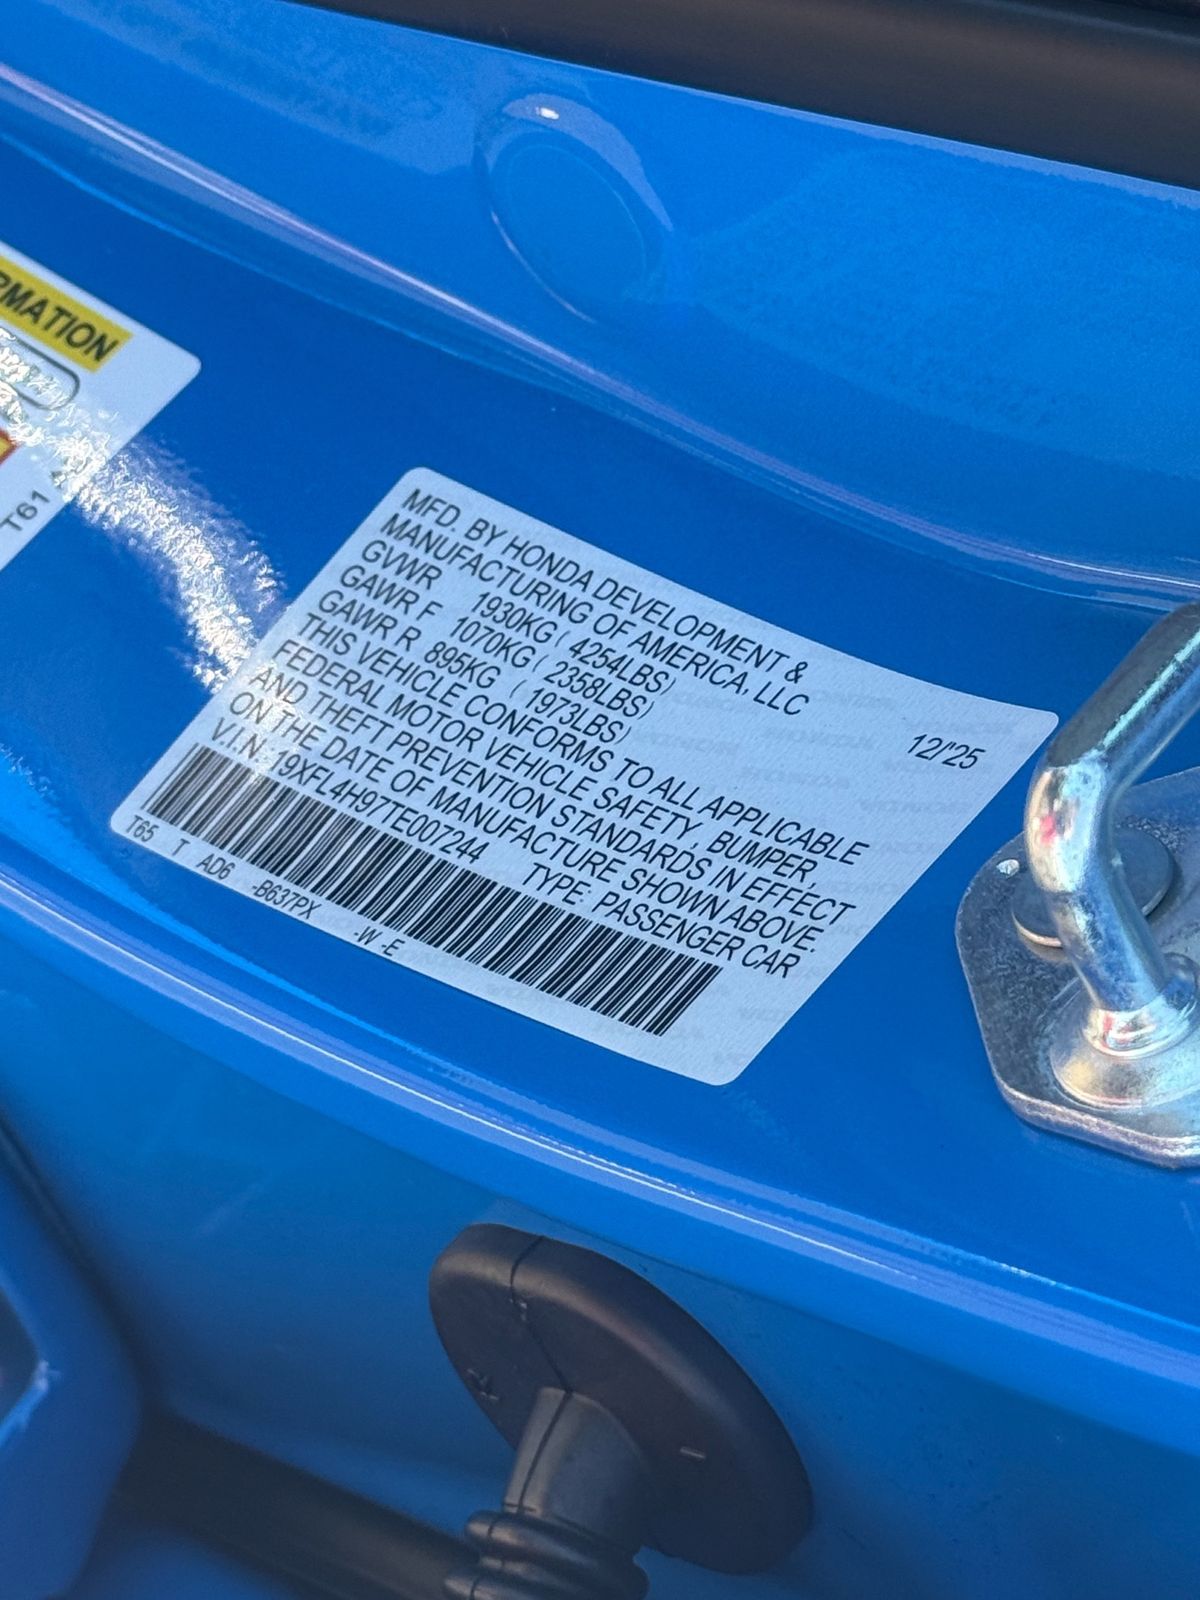 RMATION
T61
MFD. BY HONDA DEVELOPMENT &
MANUFACTURING OF AMERICA, LLC
GVWR 1930KG ( 4254LBS)
GAWR F 1070KG ( 2358LBS) 12/'25
GAWR R 895KG ( 1973LBS)
THIS VEHICLE CONFORMS TO ALL APPLICABLE
FEDERAL MOTOR VEHICLE SAFETY, BUMPER,
AND THEFT PREVENTION STANDARDS IN EFFECT
ON THE DATE OF MANUFACTURE SHOWN ABOVE.
V.I.N. 19XFL4H97TE007244 TYPE: PASSENGER CAR
T65 T AD6 -B637PX -W -E